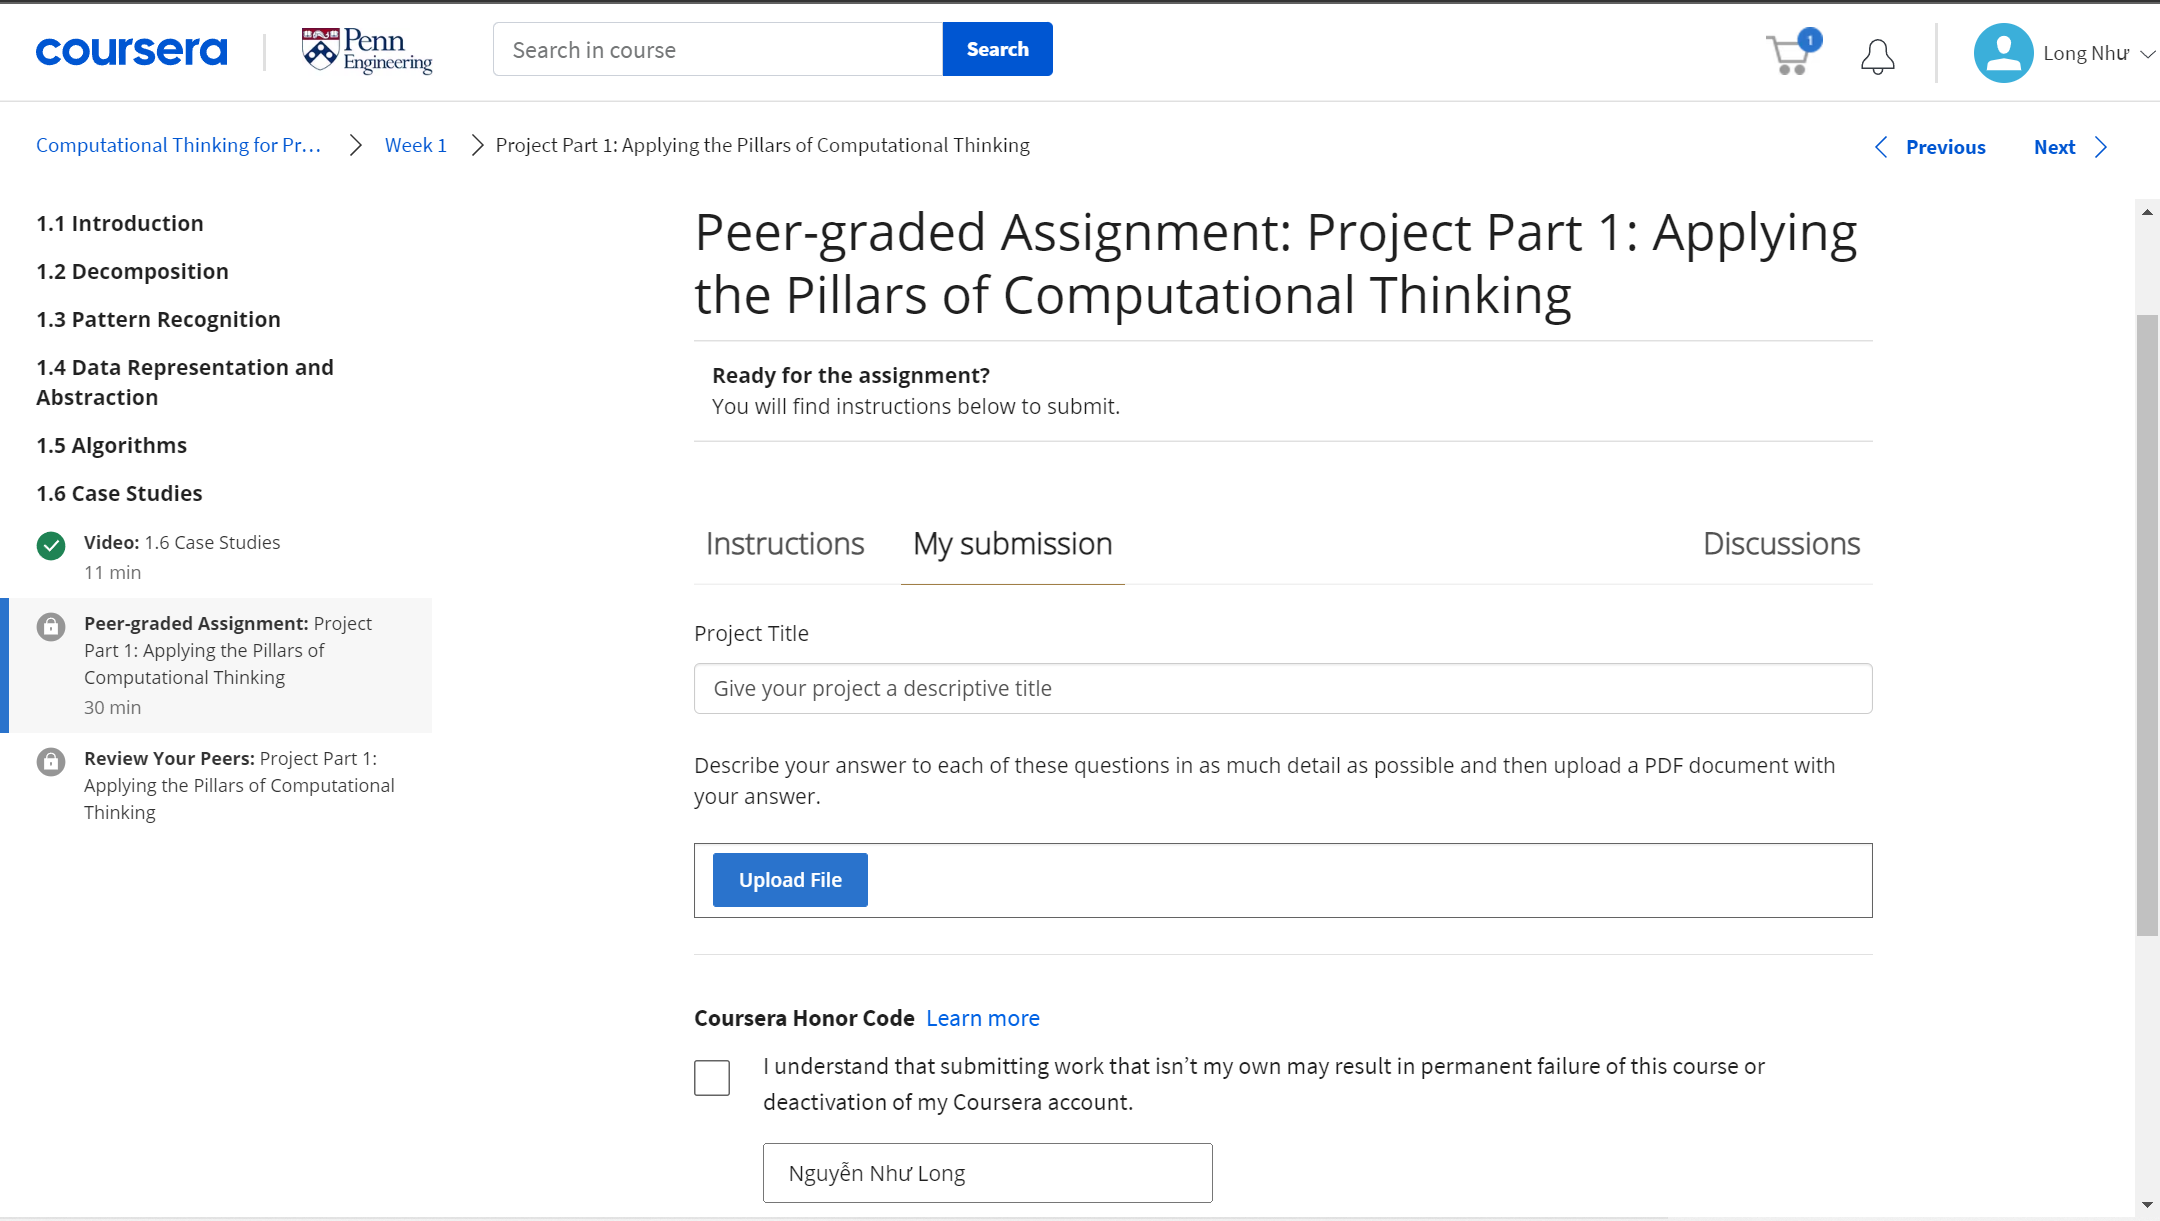 coursera
Penn
Engineering
Search in course
Search
1
Long Như
Computational Thinking for Pr...
Week 1
Project Part 1: Applying the Pillars of Computational Thinking
Previous
Next
1.1 Introduction
1.2 Decomposition
1.3 Pattern Recognition
1.4 Data Representation and
Abstraction
1.5 Algorithms
1.6 Case Studies
Video: 1.6 Case Studies
11 min
Peer-graded Assignment: Project
Part 1: Applying the Pillars of
Computational Thinking
30 min
Review Your Peers: Project Part 1:
Applying the Pillars of Computational
Thinking
Peer-graded Assignment: Project Part 1: Applying
the Pillars of Computational Thinking
Ready for the assignment?
You will find instructions below to submit.
Instructions
My submission
Discussions
Project Title
Give your project a descriptive title
Describe your answer to each of these questions in as much detail as possible and then upload a PDF document with
your answer.
Upload File
Coursera Honor Code Learn more
I understand that submitting work that isn’t my own may result in permanent failure of this course or
deactivation of my Coursera account.
Nguyễn Như Long